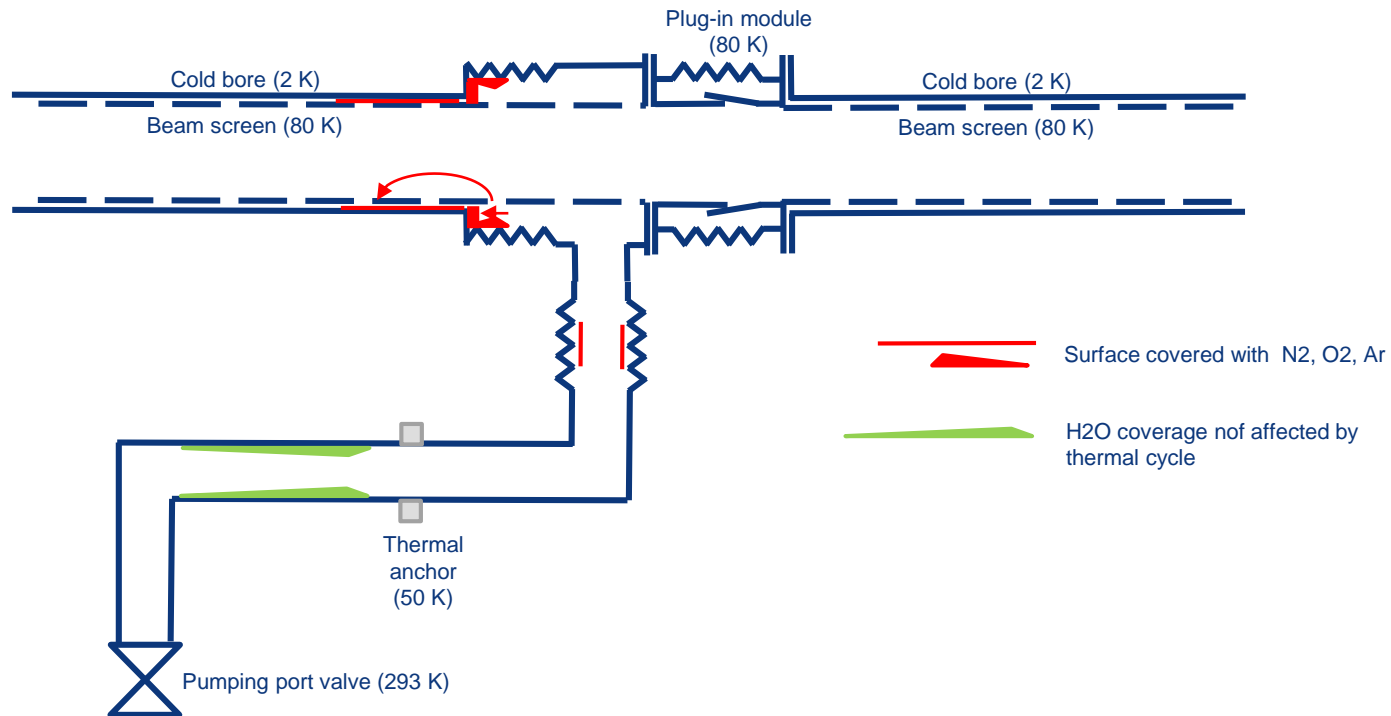 Plug-in module
(80 K)
Cold bore (2 K)
Cold bore (2 K)
Beam screen (80 K)
Beam screen (80 K)
Surface covered with N2, O2, Ar
H2O coverage nof affected by
thermal cycle
Thermal
anchor
(50 K)
Pumping port valve (293 K)